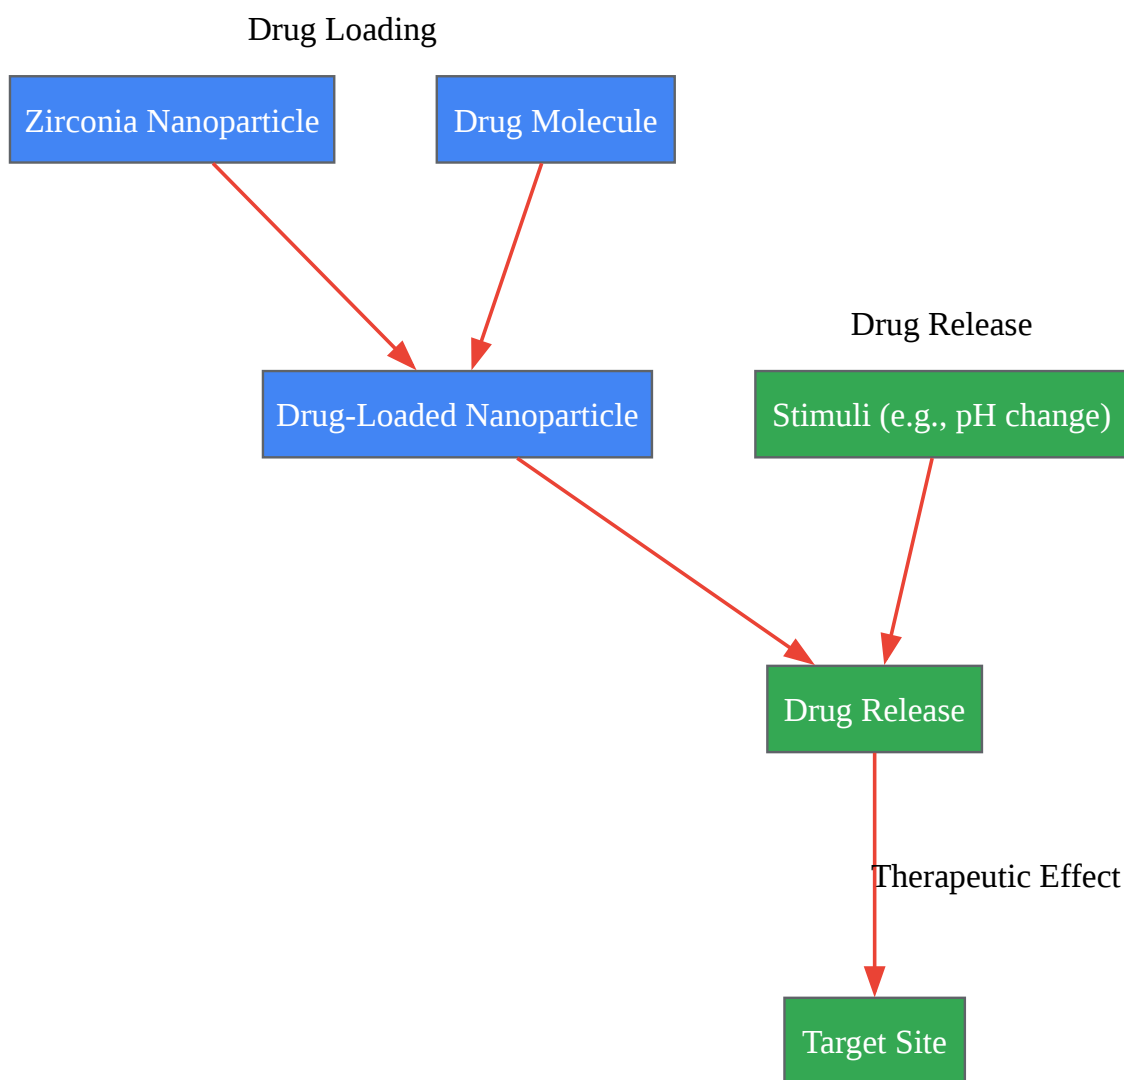 Drug Loading
Zirconia Nanoparticle
Drug Molecule
Drug Release
Drug-Loaded Nanoparticle
Stimuli (e.g., pH change)
Drug Release
Therapeutic Effect
Target Site